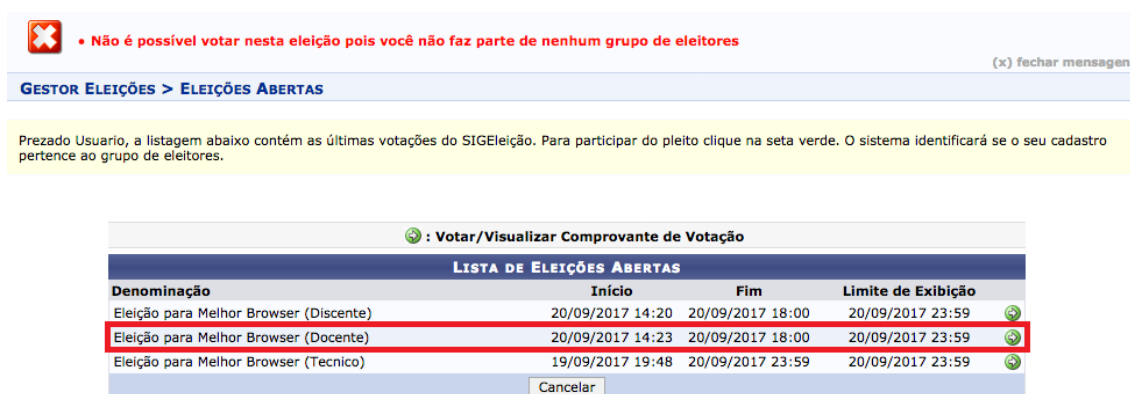 • Não é possível votar nesta eleição pois você não faz parte de nenhum grupo de eleitores
(x) fechar mensagen
GESTOR ELEIÇÕES > ELEIÇÕES ABERTAS
Prezado Usuario, a listagem abaixo contém as últimas votações do SIGEleição. Para participar do pleito clique na seta verde. O sistema identificará se o seu cadastro
pertence ao grupo de eleitores.
: Votar/Visualizar Comprovante de Votação
LISTA DE ELEIÇÕES ABERTAS
Denominação Início Fim Limite de Exibição
Eleição para Melhor Browser (Discente) 20/09/2017 14:20 20/09/2017 18:00 20/09/2017 23:59
Eleição para Melhor Browser (Docente) 20/09/2017 14:23 20/09/2017 18:00 20/09/2017 23:59
Eleição para Melhor Browser (Tecnico) 19/09/2017 19:48 20/09/2017 23:59 20/09/2017 23:59
Cancelar